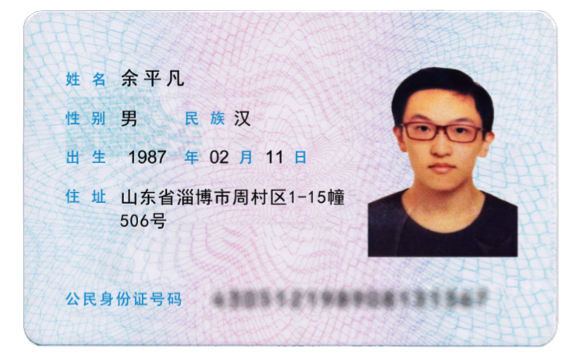 姓名 余平凡
性别 男 民族 汉
出生 1987 年 02 月 11 日
住址 山东省淄博市周村区1-15幢
506号
公民身份证号码